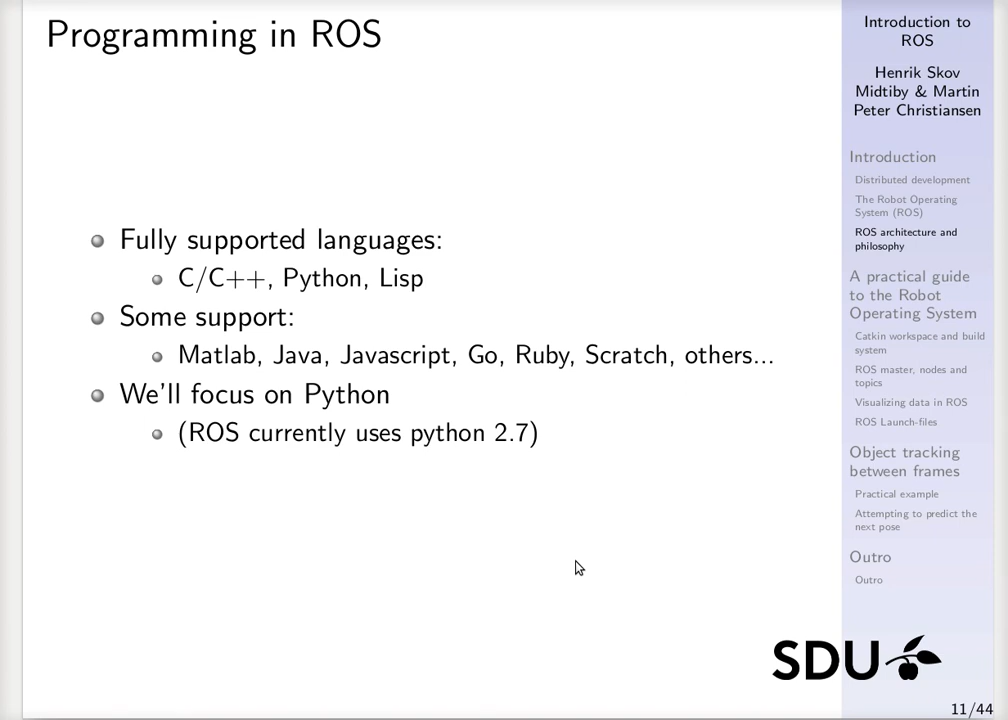 Programming in ROS
Fully supported languages:
C/C++, Python, Lisp
Some support:
Matlab, Java, Javascript, Go, Ruby, Scratch, others...
We'll focus on Python
(ROS currently uses python 2.7)
Introduction to
ROS
Henrik Skov
Midtiby & Martin
Peter Christiansen
Introduction
Distributed development
The Robot Operating
System (ROS)
ROS architecture and
philosophy
A practical guide
to the Robot
Operating System
Catkin workspace and build
system
ROS master, nodes and
topics
Visualizing data in ROS
ROS Launch-files
Object tracking
between frames
Practical example
Attempting to predict the
next pose
Outro
Outro
SDU
11/44